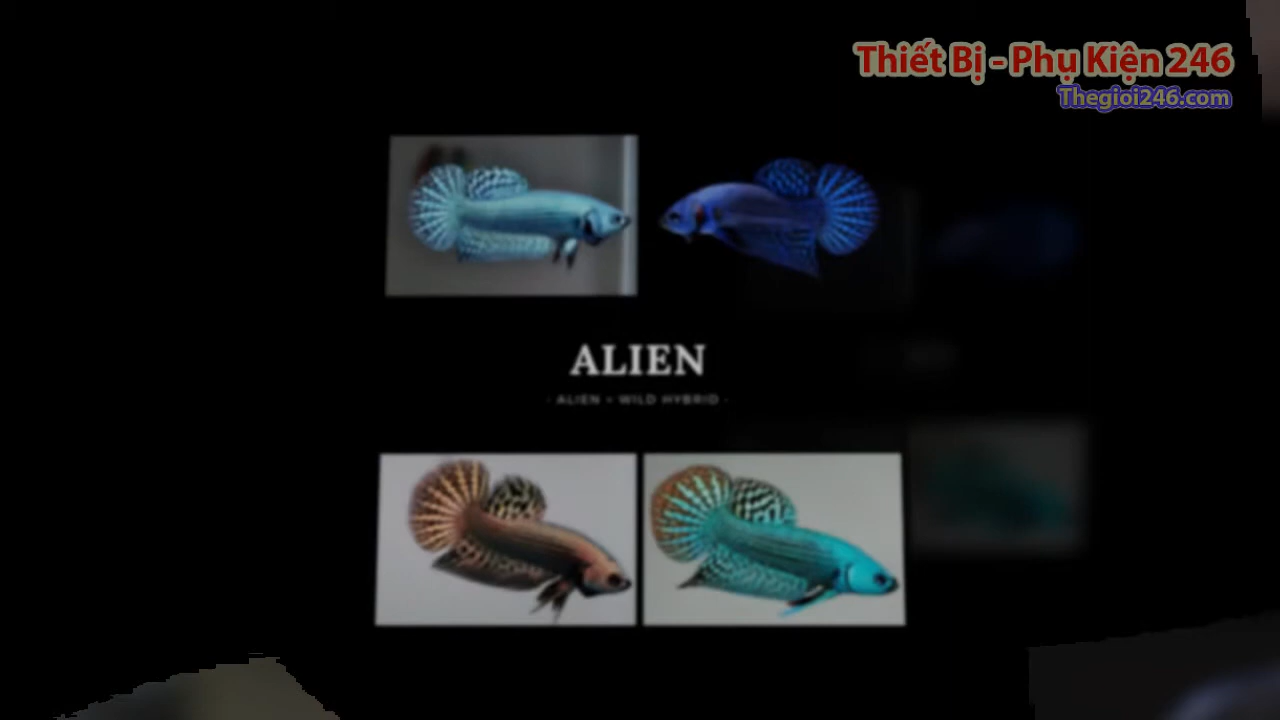 Thiết Bị - Phụ Kiện 246
Thegioi246.com
ALIEN
- ALIEN - WILD HYBRID -